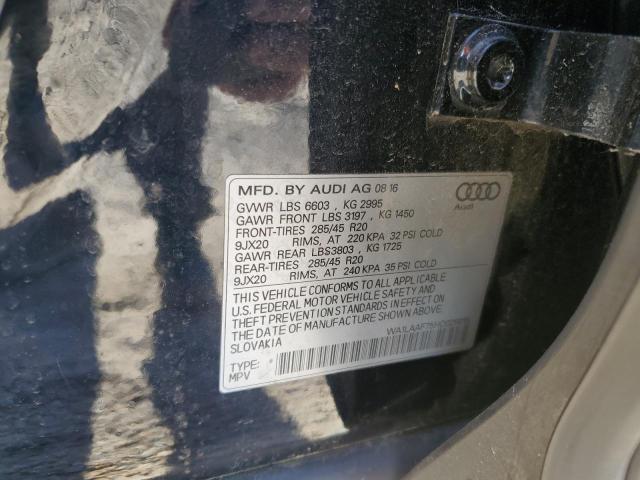 MFD. BY AUDI AG 08 16
GVWR LBS 6603 , KG 2995
GAWR FRONT LBS 3197 , KG 1450
FRONT-TIRES 285/45 R20
9JX20 RIMS, AT 220 KPA 32 PSI COLD
GAWR REAR LBS3803 , KG 1725
REAR-TIRES 285/45 R20
9JX20 RIMS, AT 240 KPA 35 PSI COLD
THIS VEHICLE CONFORMS TO ALL APPLICABLE
U.S.FEDERAL MOTOR VEHICLE SAFETY AND
THEFT PREVENTION STANDARDS IN EFFECT ON
THE DATE OF MANUFACTURE SHOWN ABOVE.
SLOVAKIA
TYPE:
MPV
Audi